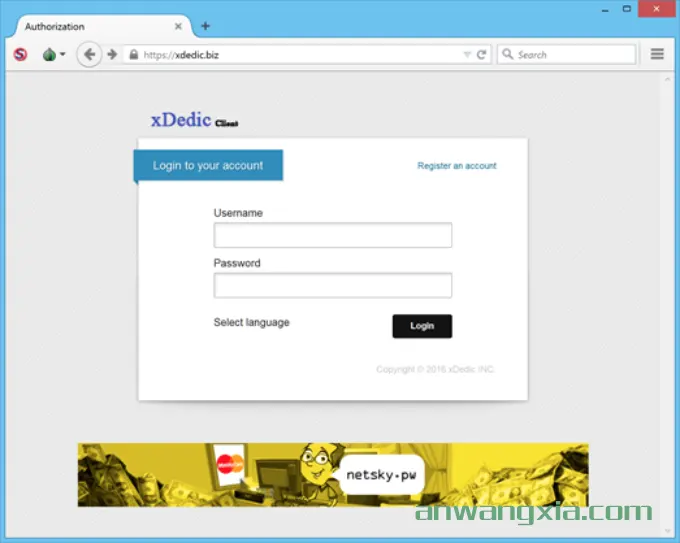 Authorization
https://xdedic.biz
Search
xDedic Client
Login to your account
Register an account
Username
Password
Select language
Login
Copyright © 2016 xDedic INC.
netsky.pw
anwangxia.com